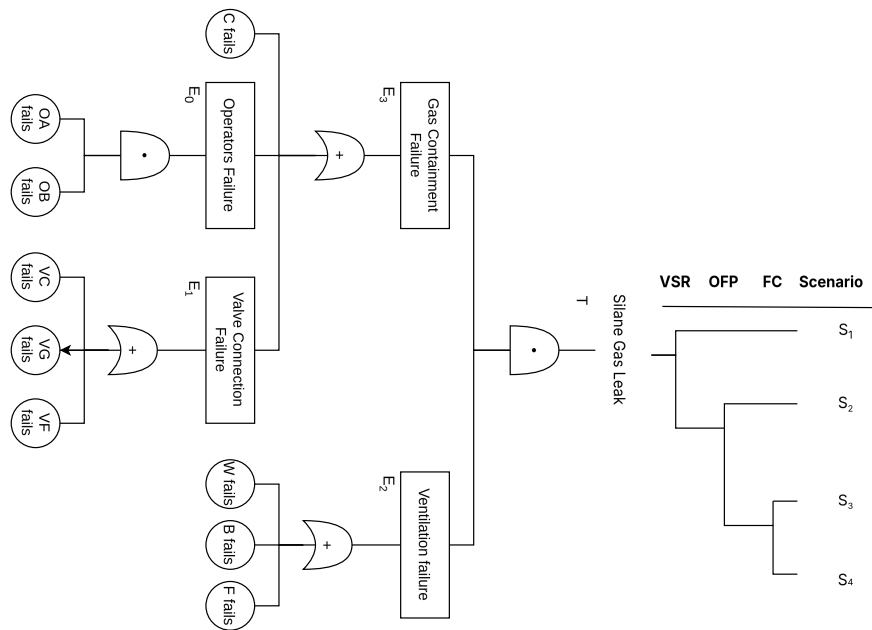 VSR OFP FC Scenario
S₁
S₂
S₃
S₄
Silane Gas Leak
T
Gas Containment
Failure
E₃
Ventilation failure
E₂
+
+
C fails
Operators Failure
E₀
Valve Connection
Failure
E₁
W fails
B fails
F fails
+
OA
fails
OB
fails
VC
fails
VG
fails
VF
fails